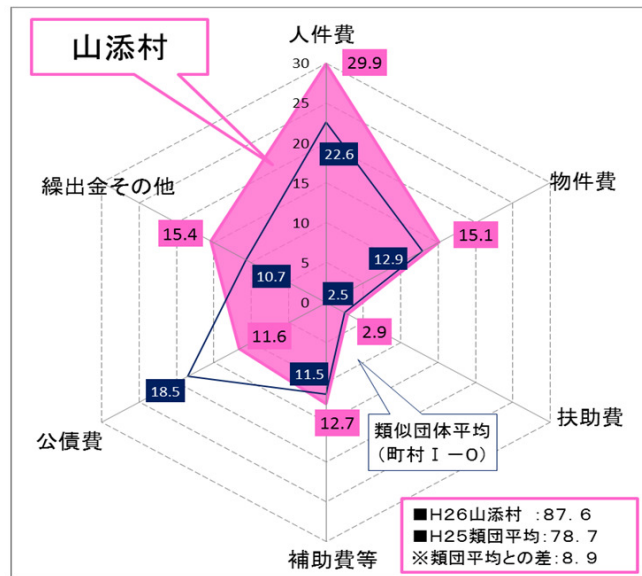 山添村
人件費
30
29.9
25
22.6
20
15
10
5
0
物件費
15.1
12.9
繰出金その他
15.4
10.7
2.5
2.9
扶助費
11.6
18.5
公債費
11.5
12.7
補助費等
類似団体平均
(町村Ⅰ－0)
■H26山添村 :87.6
■H25類団平均:78.7
※類団平均との差:8.9